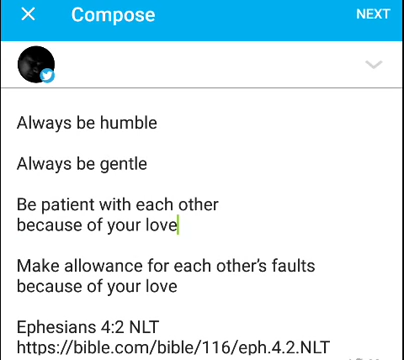 Compose
NEXT
Always be humble
Always be gentle
Be patient with each other
because of your love
Make allowance for each other's faults
because of your love
Ephesians 4:2 NLT
https://bible.com/bible/116/eph.4.2.NLT